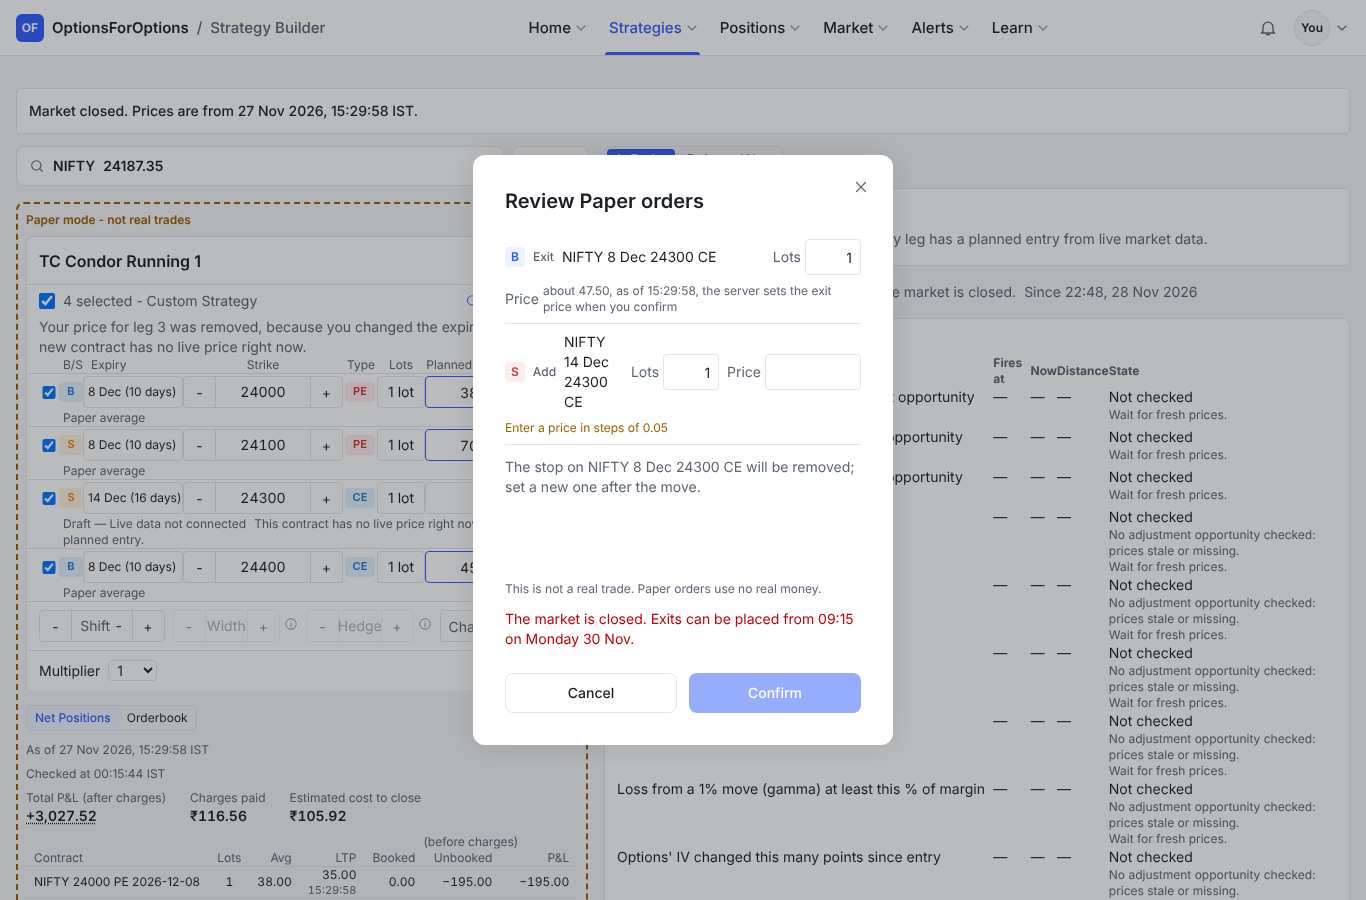 OF OptionsForOptions / Strategy Builder
Home Strategies Positions Market Alerts Learn
You
Market closed. Prices are from 27 Nov 2026, 15:29:58 IST.
NIFTY 24187.35
Paper mode - not real trades
TC Condor Running 1
4 selected - Custom Strategy
Your price for leg 3 was removed, because you changed the expir
new contract has no live price right now.
B/S Expiry Strike Type Lots Planned
B 8 Dec (10 days) - 24000 + PE 1 lot 38
Paper average
S 8 Dec (10 days) - 24100 + PE 1 lot 70
Paper average
S 14 Dec (16 days) - 24300 + CE 1 lot
Draft — Live data not connected This contract has no live price right no
planned entry.
B 8 Dec (10 days) - 24400 + CE 1 lot 45
Paper average
- Shift - + - Width + - Hedge + Cha
Multiplier 1
Net Positions Orderbook
As of 27 Nov 2026, 15:29:58 IST
Checked at 00:15:44 IST
Total P&L (after charges) Charges paid Estimated cost to close
+3,027.52 ₹116.56 ₹105.92
(before charges)
Contract Lots Avg LTP Booked Unbooked P&L
NIFTY 24000 PE 2026-12-08 1 38.00 35.00 0.00 −195.00 −195.00
15:29:58
Review Paper orders
B Exit NIFTY 8 Dec 24300 CE Lots 1
Price about 47.50, as of 15:29:58, the server sets the exit
price when you confirm
NIFTY
14 Dec
S Add 24300 Lots 1 Price
CE
Enter a price in steps of 0.05
The stop on NIFTY 8 Dec 24300 CE will be removed;
set a new one after the move.
This is not a real trade. Paper orders use no real money.
The market is closed. Exits can be placed from 09:15
on Monday 30 Nov.
Cancel Confirm
y leg has a planned entry from live market data.
e market is closed. Since 22:48, 28 Nov 2026
Fires
at Now Distance State
opportunity — — — Not checked
Wait for fresh prices.
pportunity — — — Not checked
Wait for fresh prices.
pportunity — — — Not checked
Wait for fresh prices.
— — — Not checked
No adjustment opportunity checked:
prices stale or missing.
Wait for fresh prices.
— — — Not checked
No adjustment opportunity checked:
prices stale or missing.
Wait for fresh prices.
— — — Not checked
No adjustment opportunity checked:
prices stale or missing.
Wait for fresh prices.
— — — Not checked
No adjustment opportunity checked:
prices stale or missing.
Wait for fresh prices.
Loss from a 1% move (gamma) at least this % of margin — — — Not checked
No adjustment opportunity checked:
prices stale or missing.
Wait for fresh prices.
Options' IV changed this many points since entry — — — Not checked
No adjustment opportunity checked:
prices stale or missing.